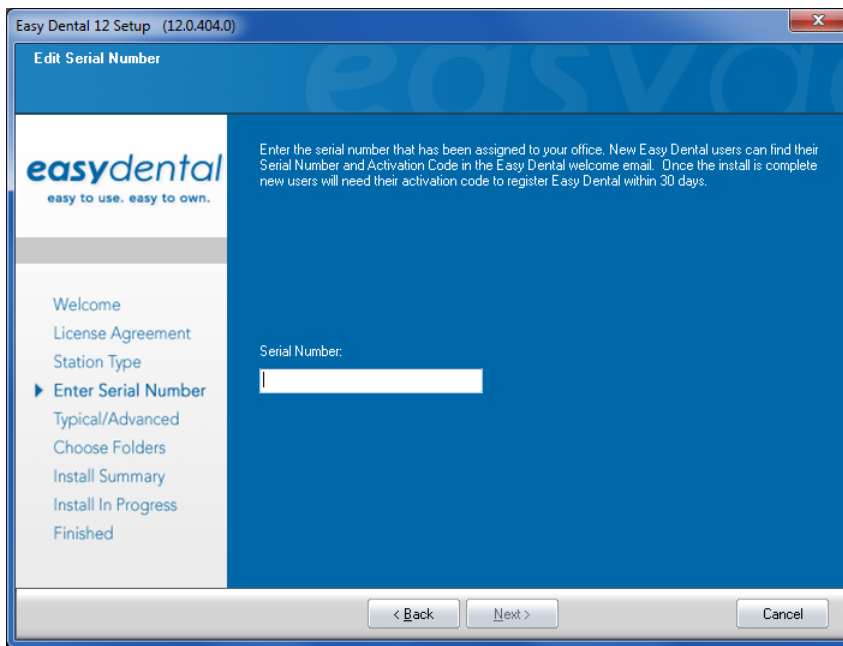 Easy Dental 12 Setup (12.0.404.0)
Edit Serial Number
easyd
easydental
easy to use. easy to own.
Enter the serial number that has been assigned to your office. New Easy Dental users can find their
Serial Number and Activation Code in the Easy Dental welcome email. Once the install is complete
new users will need their activation code to register Easy Dental within 30 days.
Welcome
License Agreement
Station Type
Enter Serial Number
Typical/Advanced
Choose Folders
Install Summary
Install In Progress
Finished
Serial Number:
< Back
Next >
Cancel